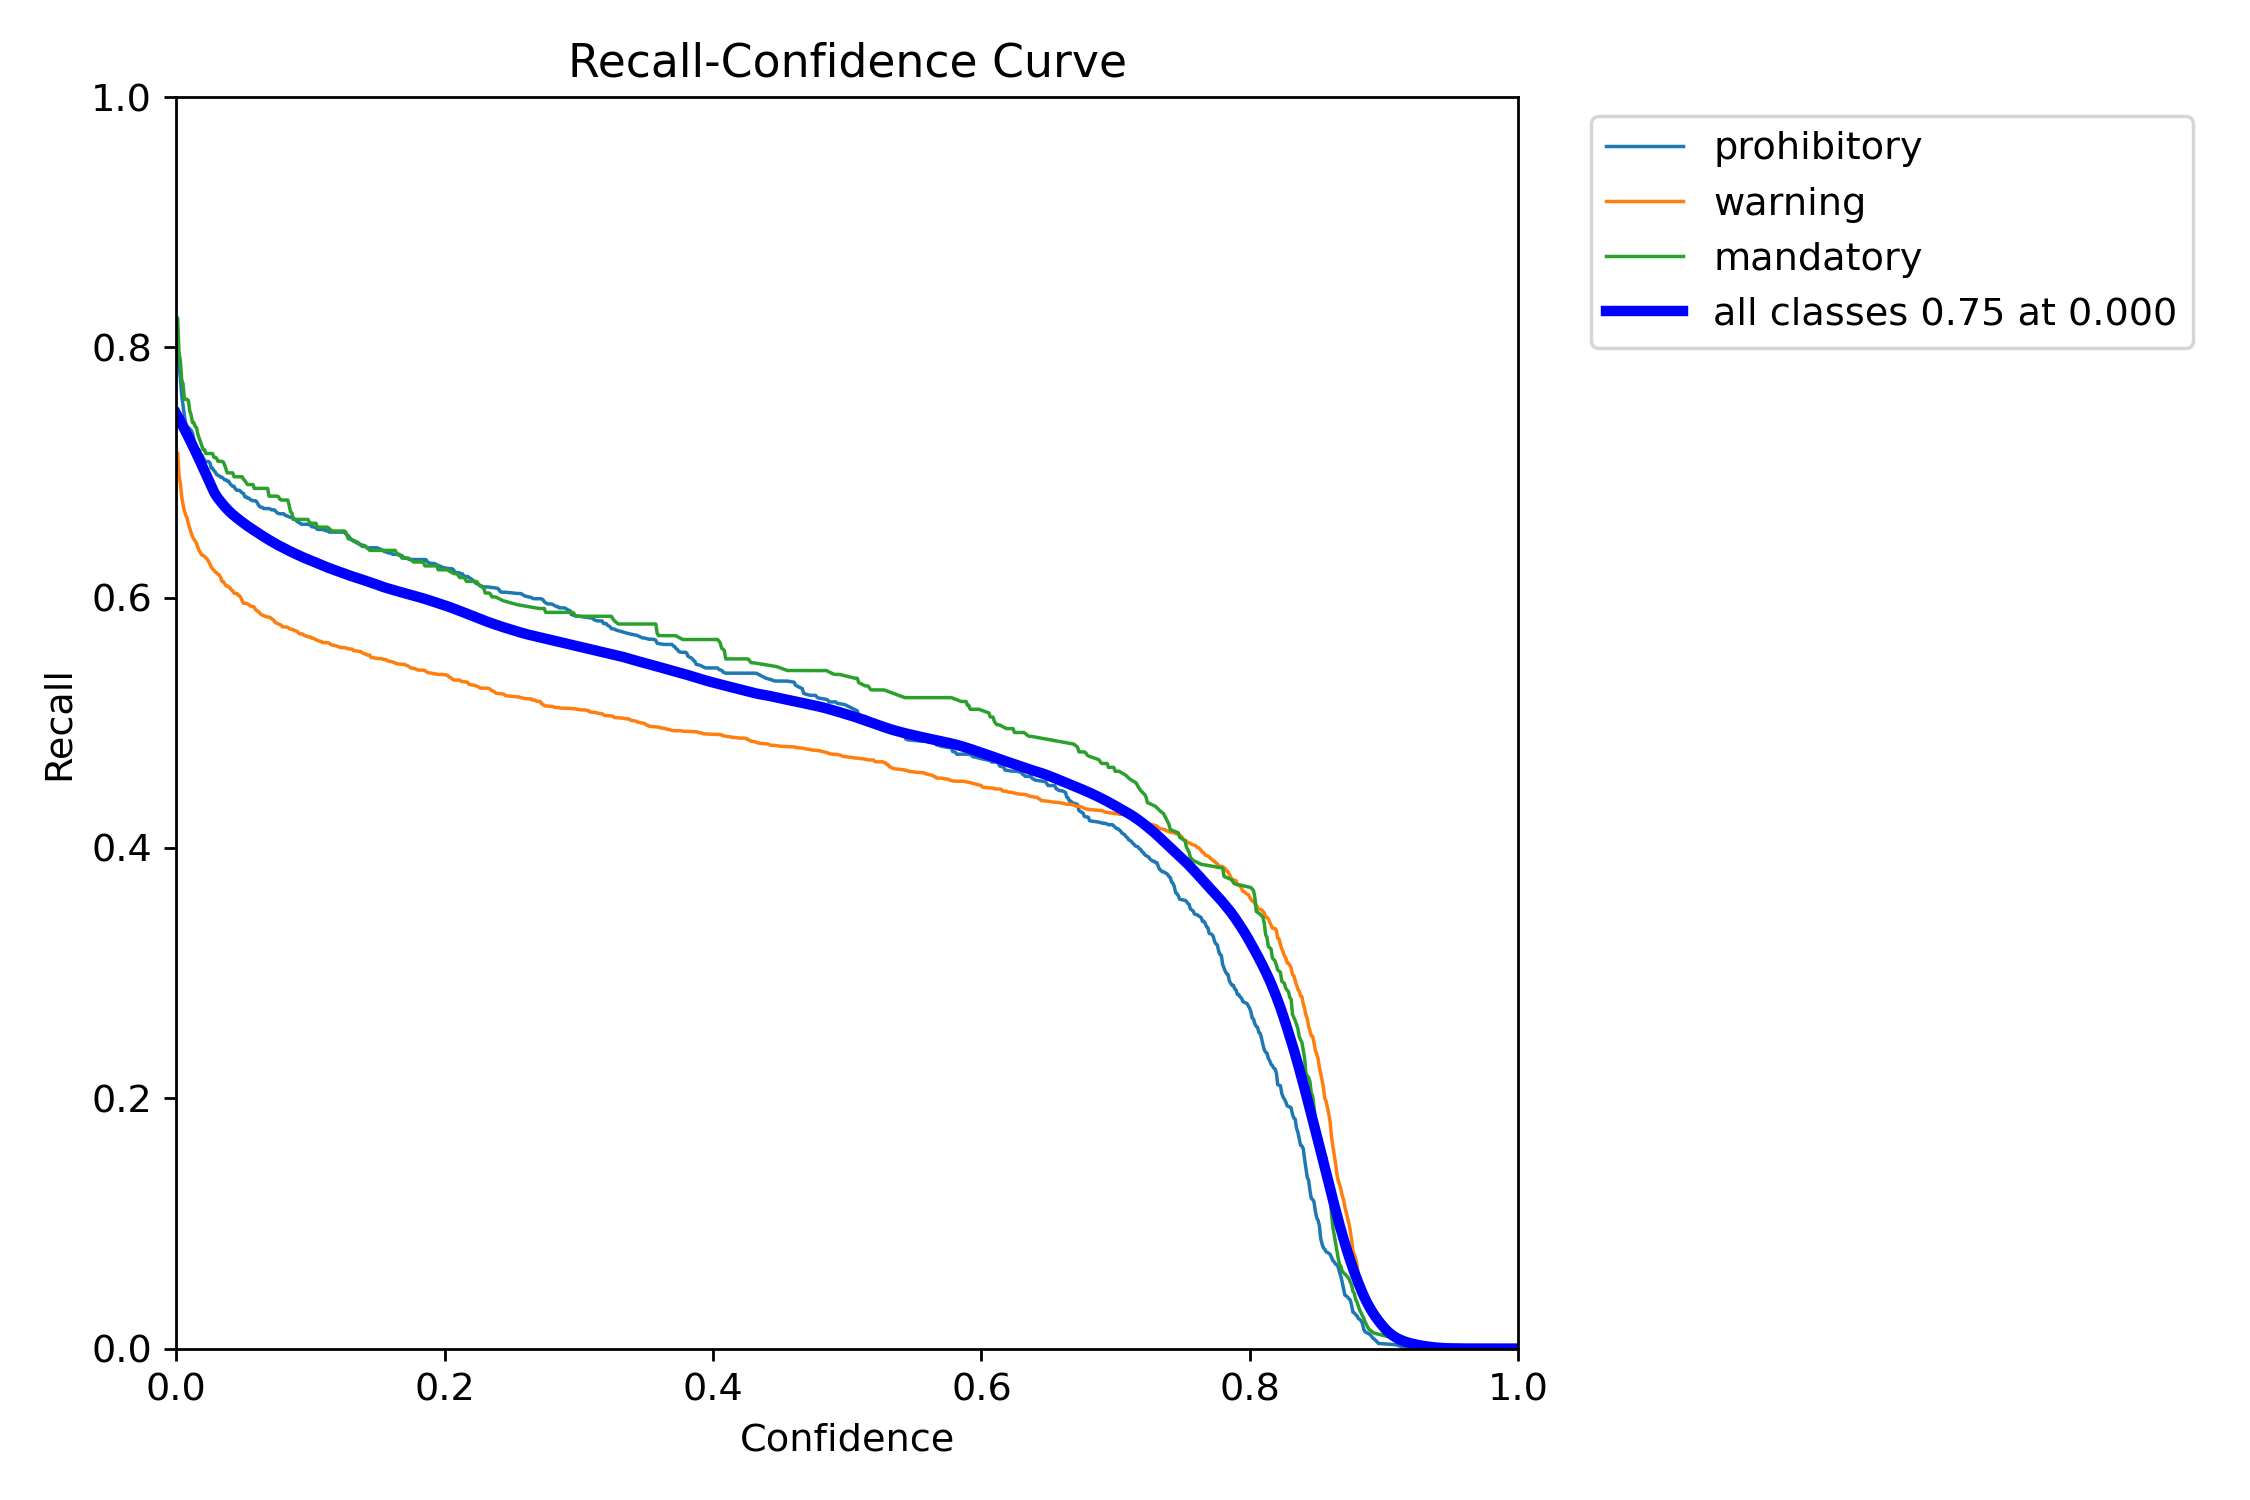 Recall-Confidence Curve
1.0
0.8
0.6
0.4
0.2
0.0
Recall
0.0 0.2 0.4 0.6 0.8 1.0
Confidence
prohibitory
warning
mandatory
all classes 0.75 at 0.000